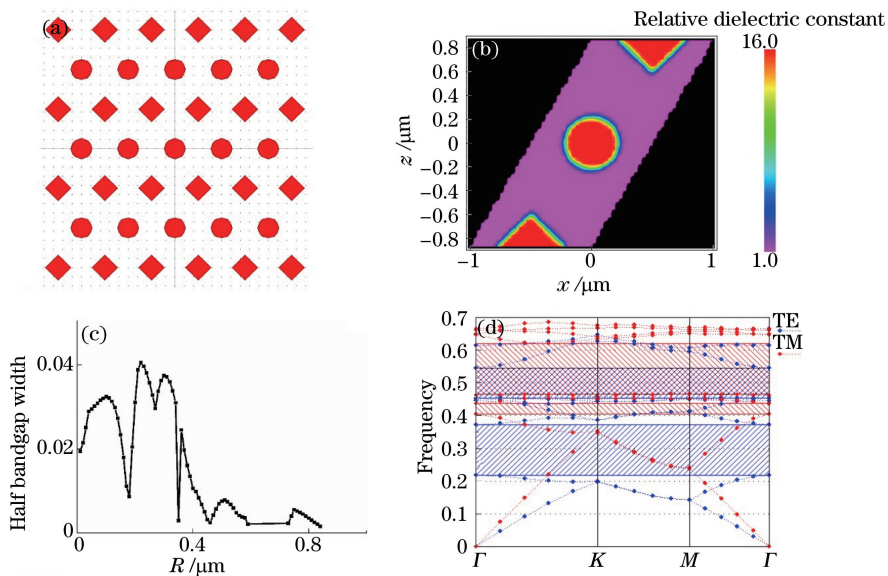 (a)
Relative dielectric constant
(b)
16.0
1.0
0.8
0.6
0.4
0.2
0
−0.2
−0.4
−0.6
−0.8
z /μm
−1
0
1
x /μm
(c)
0.04
0.02
0
Half bandgap width
0
0.4
0.8
R /μm
(d)
TE
TM
0.7
0.6
0.5
0.4
0.3
0.2
0.1
0
Frequency
Γ
K
M
Γ